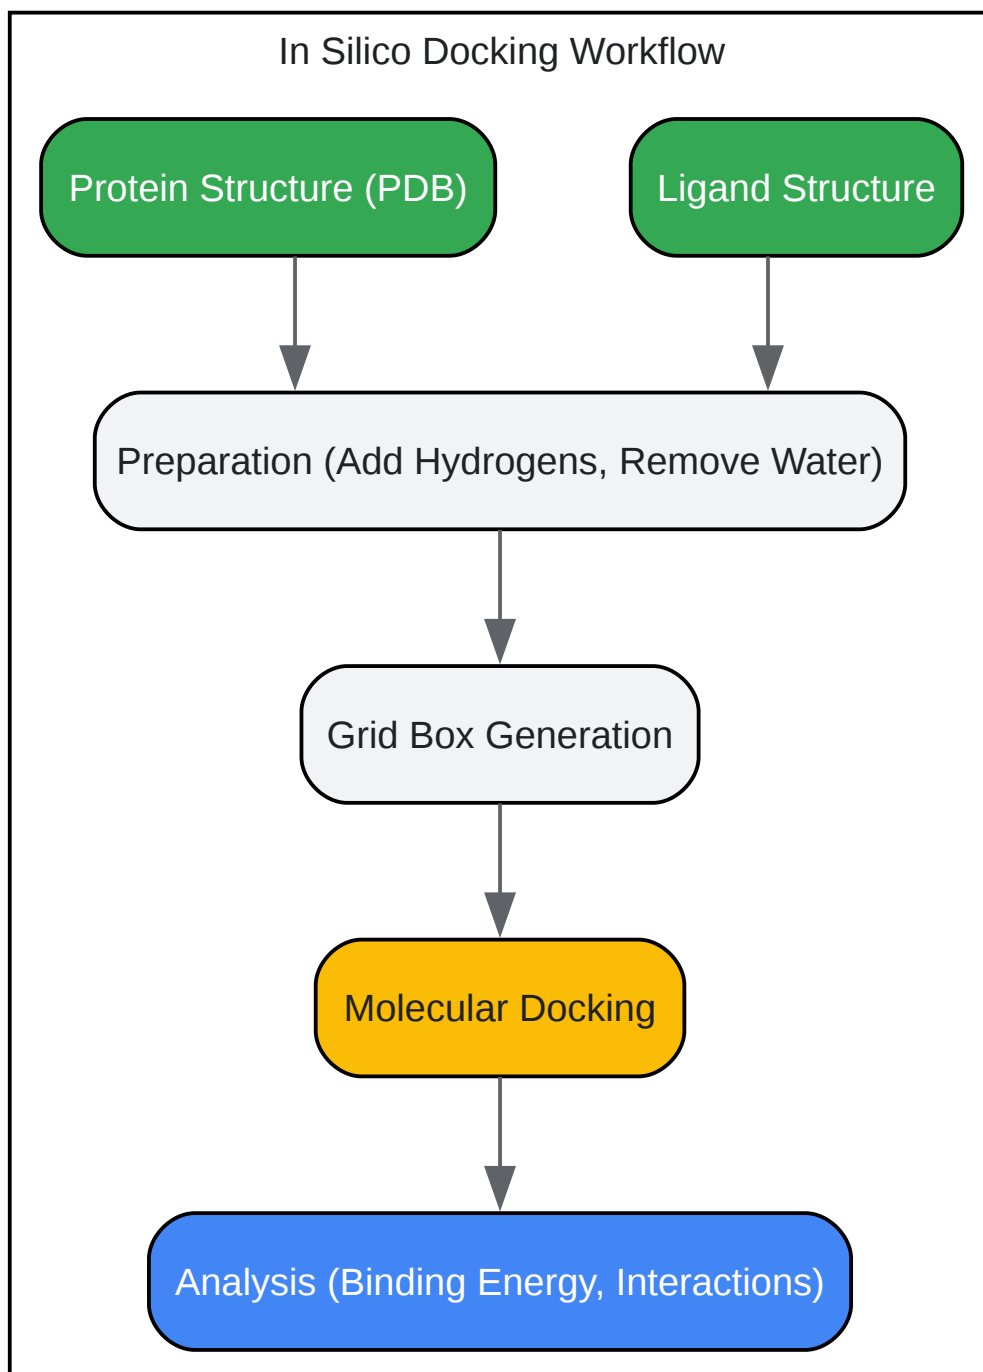 In Silico Docking Workflow
Protein Structure (PDB)
Ligand Structure
Preparation (Add Hydrogens, Remove Water)
Grid Box Generation
Molecular Docking
Analysis (Binding Energy, Interactions)